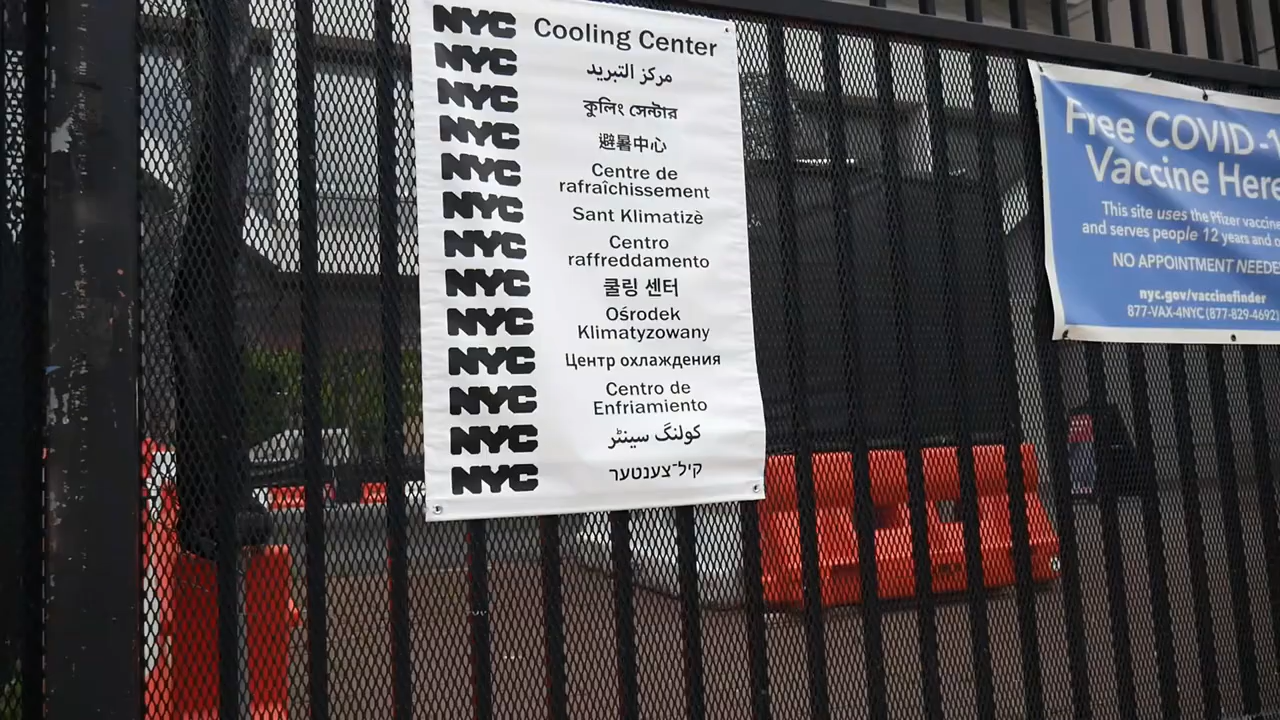 NYC Cooling Center
NYC مركز التبريد
NYC কুলিং সেন্টার
NYC 避暑中心
NYC Centre de
rafraîchissement
NYC Sant Klimatizè
NYC Centro
raffreddamento
NYC 쿨링 센터
NYC Ośrodek
Klimatyzowany
NYC Центр охлаждения
NYC Centro de
Enfriamiento
NYC کولنگ سینٹر
NYC קיל־צענטער
NYC
NYC
Free COVID-1
Vaccine Here
This site uses the Pfizer vaccine
and serves people 12 years and
NO APPOINTMENT NEEDED
nyc.gov/vaccinefinder
877-VAX-4NYC (877-829-4692)